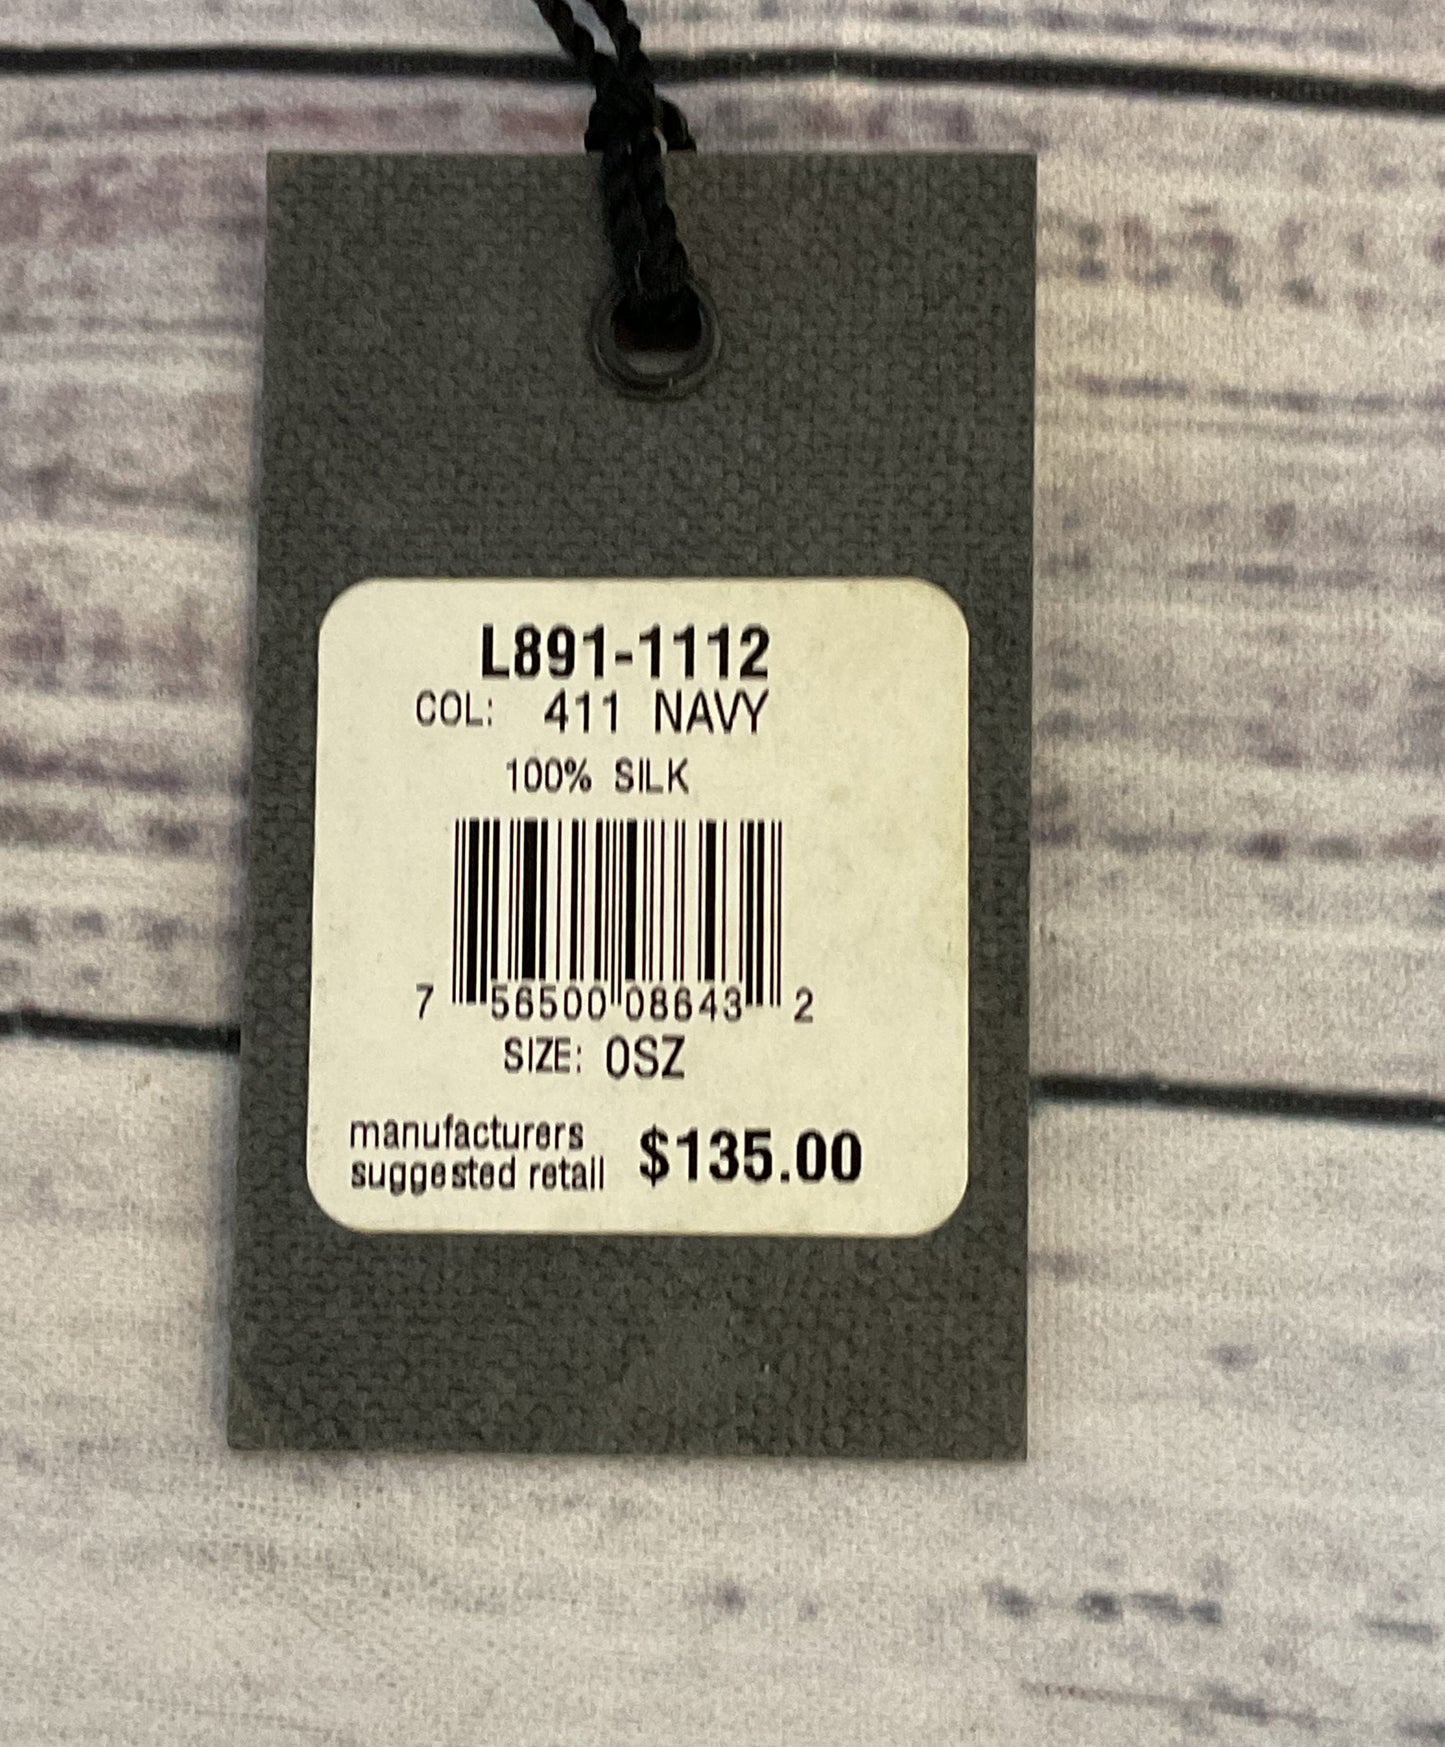 L891-1112
COL: 411 NAVY
100% SILK
7 56500 08643 2
SIZE: OSZ
manufacturers
suggested retail $135.00